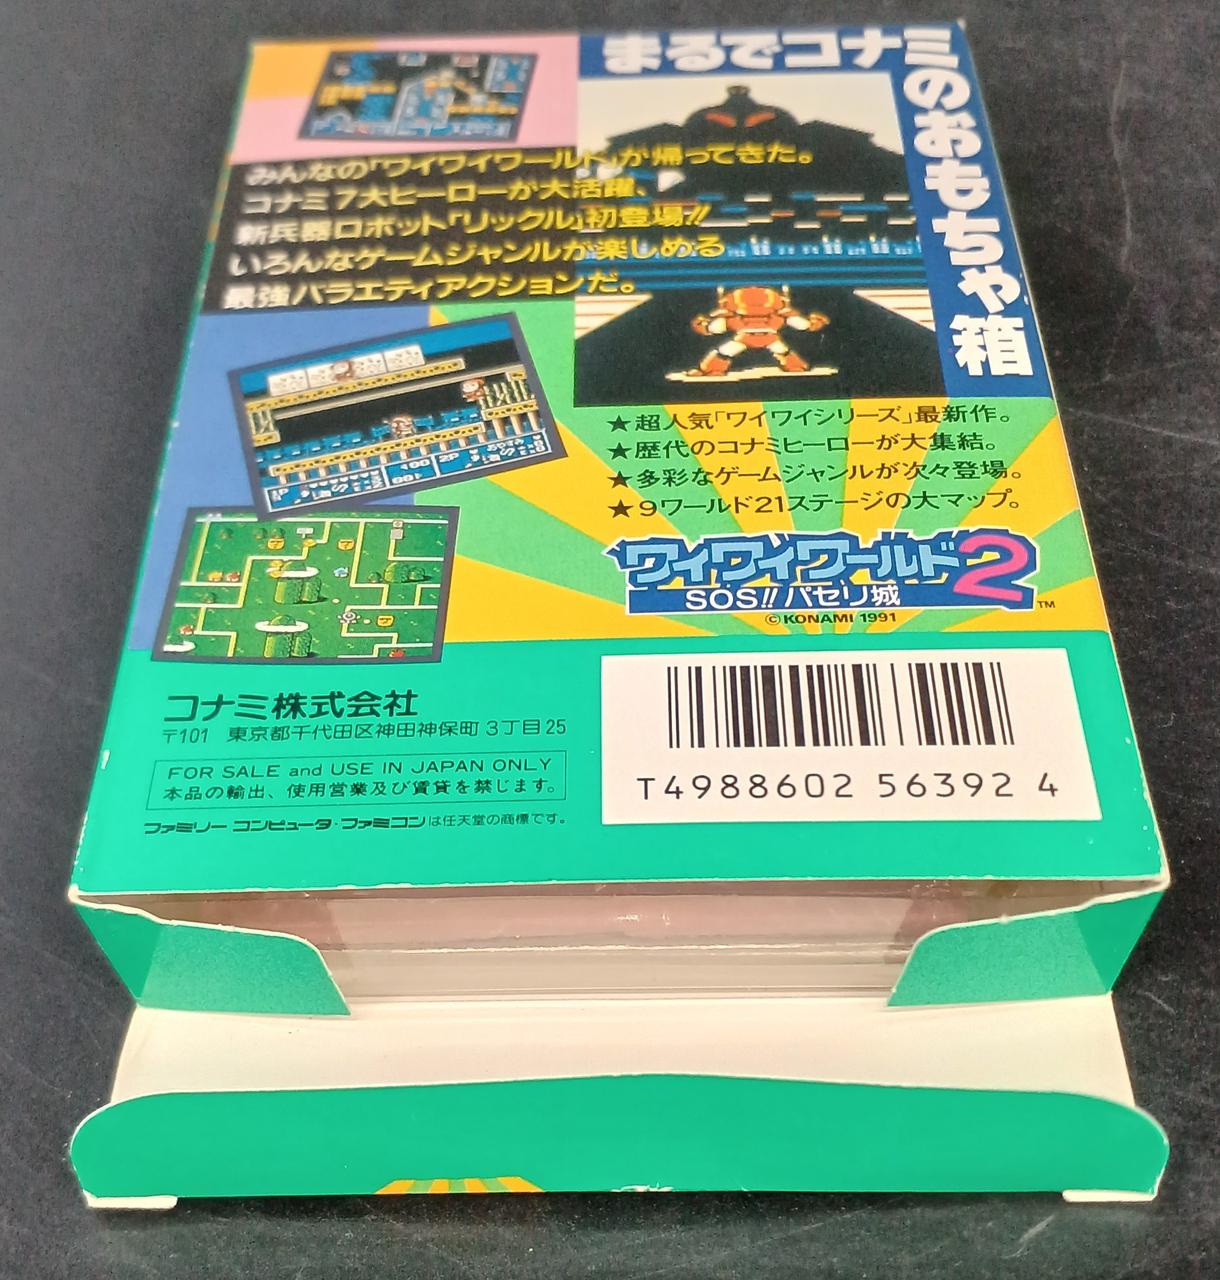 まるでコナミのおもちゃ箱
みんなの「ワイワイワールド」が帰ってきた。
コナミ7大ヒーローが大活躍、
新兵器ロボット「リックル」初登場!!
いろんなゲームジャンルが楽しめる
最強バラエティアクションだ。
★超人気「ワイワイシリーズ」最新作。
★歴代のコナミヒーローが大集結。
★多彩なゲームジャンルが次々登場。
★9ワールド21ステージの大マップ。
ワイワイワールド2
SOS!!パセリ城
TM
©KONAMI 1991
コナミ株式会社
〒101 東京都千代田区神田神保町3丁目25
FOR SALE and USE IN JAPAN ONLY
本品の輸出、使用営業及び賃貸を禁じます。
ファミリーコンピュータ・ファミコンは任天堂の商標です。
T4988602 56392 4